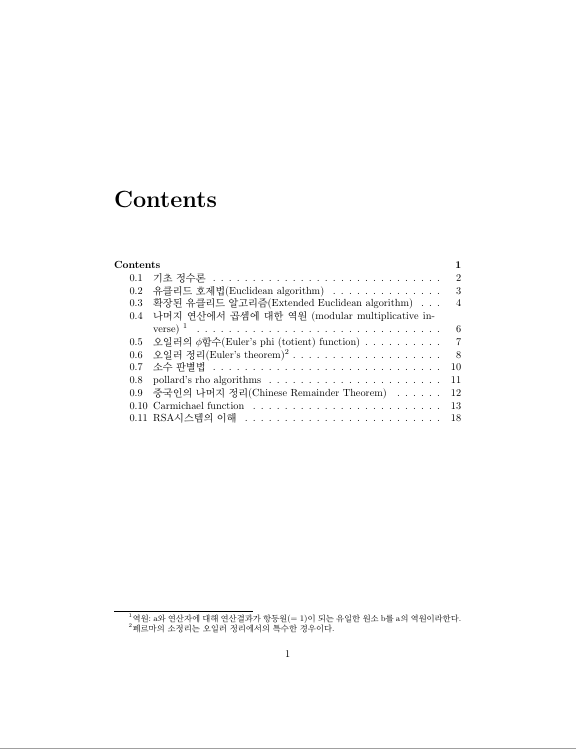 Contents
Contents 1
0.1 기초 정수론 . . . . . . . . . . . . . . . . . . . . . . . . . . . . . 2
0.2 유클리드 호제법(Euclidean algorithm) . . . . . . . . . . . . . . 3
0.3 확장된 유클리드 알고리즘(Extended Euclidean algorithm) . . . 4
0.4 나머지 연산에서 곱셈에 대한 역원 (modular multiplicative in-
verse) 1 . . . . . . . . . . . . . . . . . . . . . . . . . . . . . . . 6
0.5 오일러의 ϕ함수(Euler's phi (totient) function) . . . . . . . . . . 7
0.6 오일러 정리(Euler's theorem)2 . . . . . . . . . . . . . . . . . . . 8
0.7 소수 판별법 . . . . . . . . . . . . . . . . . . . . . . . . . . . . . 10
0.8 pollard's rho algorithms . . . . . . . . . . . . . . . . . . . . . . . 11
0.9 중국인의 나머지 정리(Chinese Remainder Theorem) . . . . . . 12
0.10 Carmichael function . . . . . . . . . . . . . . . . . . . . . . . . 13
0.11 RSA시스템의 이해 . . . . . . . . . . . . . . . . . . . . . . . . . 18
1역원: a와 연산자에 대해 연산결과가 항등원(= 1)이 되는 유일한 원소 b를 a의 역원이라한다.
2페르마의 소정리는 오일러 정리에서의 특수한 경우이다.
1